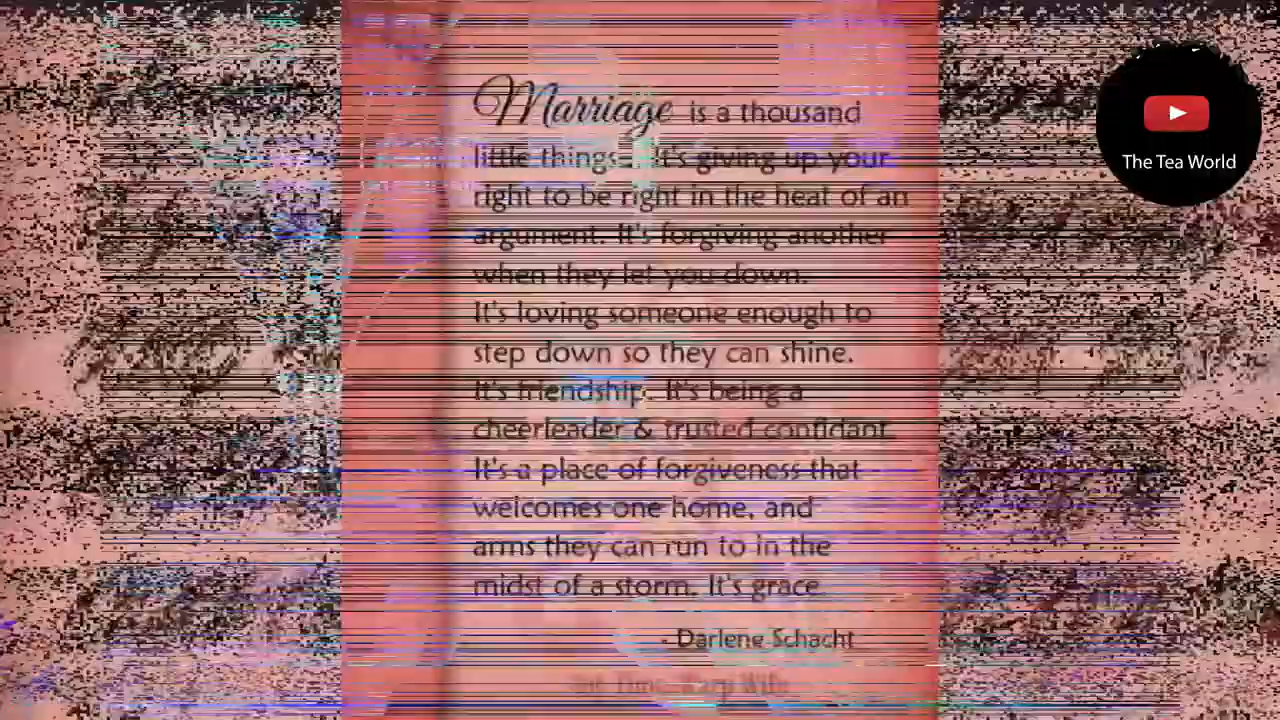 Marriage is a thousand
little things. It's giving up your
right to be right in the heat of an
argument. It's forgiving another
when they let you down.
It's loving someone enough to
step down so they can shine.
It's friendship. It's being a
cheerleader & trusted confidant.
It's a place of forgiveness that
welcomes one home, and
arms they can run to in the
midst of a storm. It's grace.
- Darlene Schacht
The Tea World